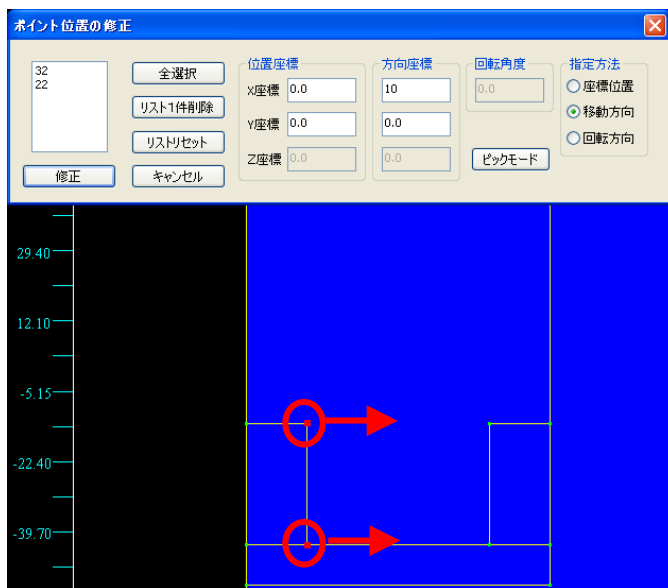 ポイント位置の修正
32
22
全選択
リスト1件削除
リストリセット
修正
キャンセル
位置座標
X座標 0.0
Y座標 0.0
Z座標 0.0
方向座標
10
0.0
0.0
回転角度
0.0
ピックモード
指定方法
座標位置
移動方向
回転方向
29.40
12.10
-5.15
-22.40
-39.70